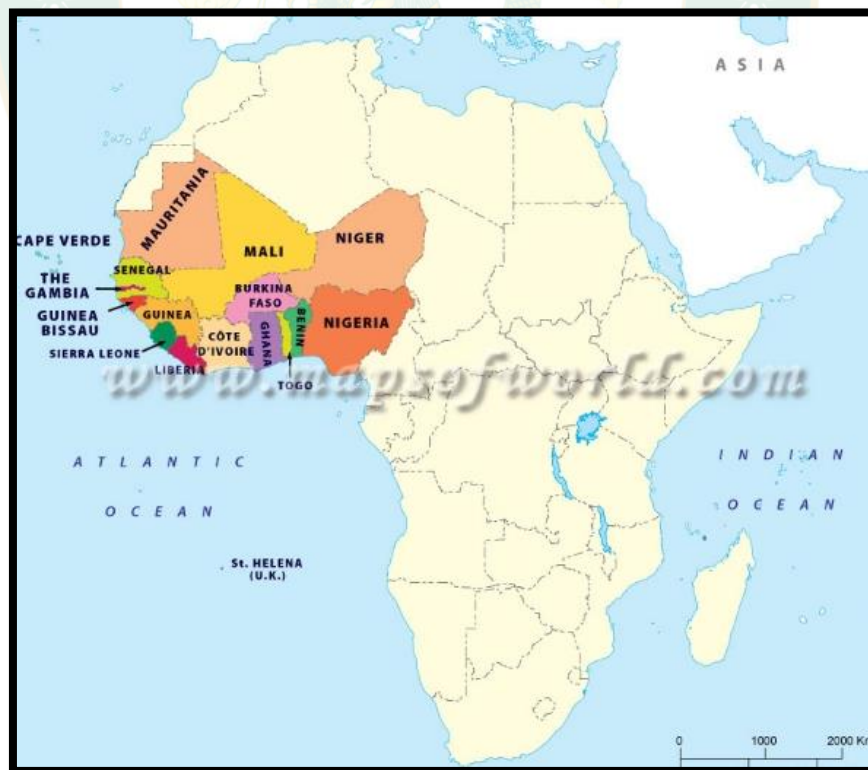 ASIA
MAURITANIA
CAPE VERDE
MALI
NIGER
SENEGAL
THE
GAMBIA
BURKINA
FASO
GUINEA
BISSAU
GUINEA
NIGERIA
BENIN
GHANA
CÔTE
D'IVOIRE
SIERRA LEONE
LIBERIA
TOGO
www.mapsofworld.com
ATLANTIC
OCEAN
INDIAN
OCEAN
St. HELENA
(U.K.)
0 1000 2000 Km